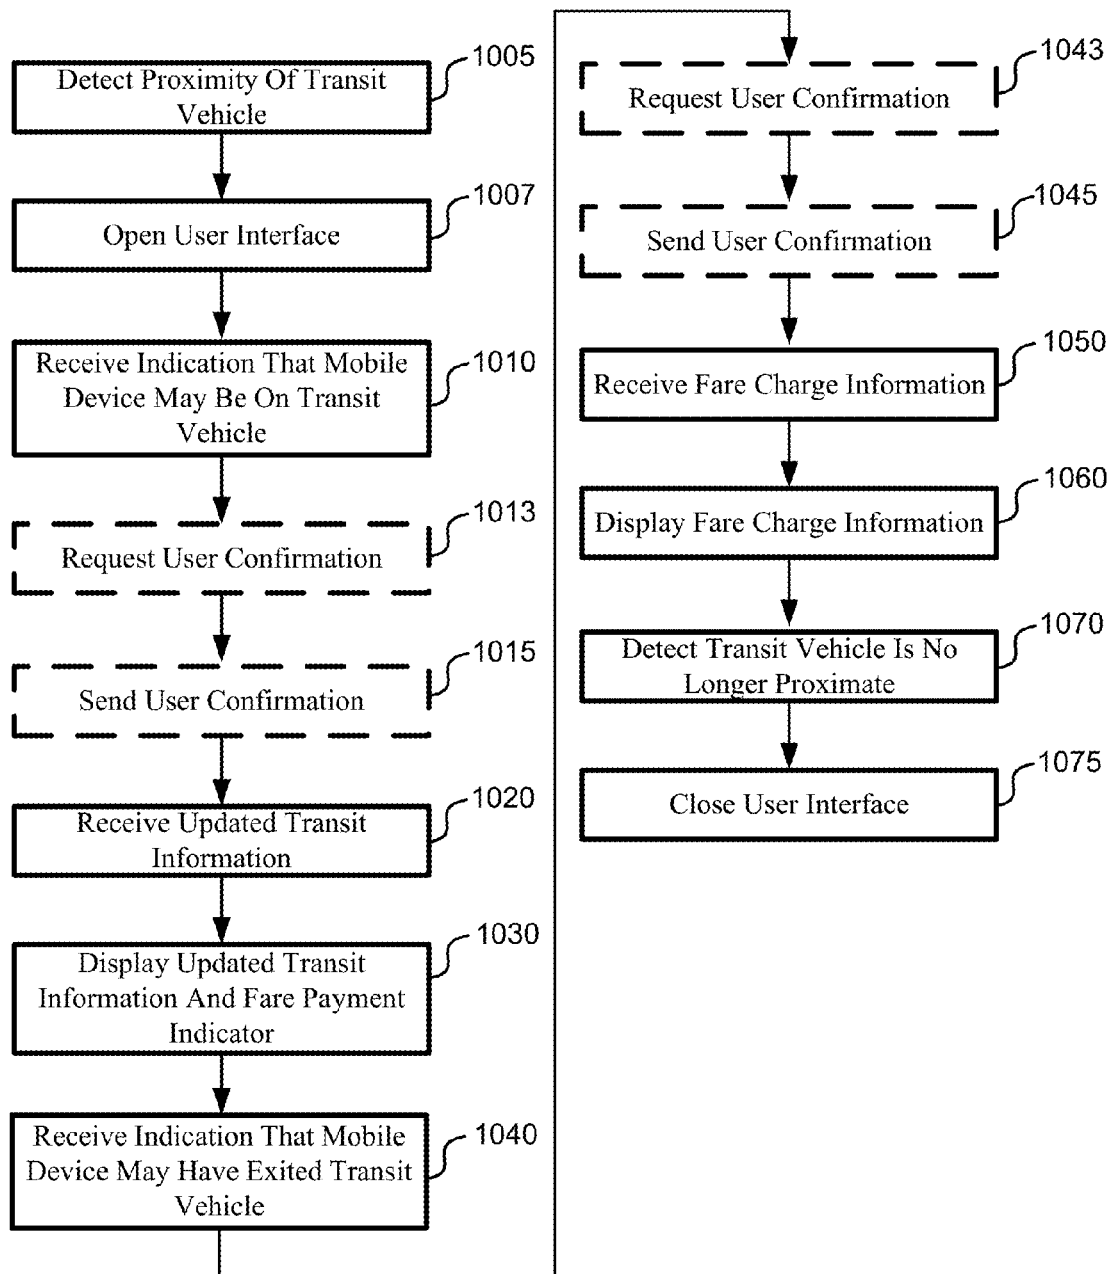 1005
Detect Proximity Of Transit
Vehicle
1007
Open User Interface
1010
Receive Indication That Mobile
Device May Be On Transit
Vehicle
1013
Request User Confirmation
1015
Send User Confirmation
1020
Receive Updated Transit
Information
1030
Display Updated Transit
Information And Fare Payment
Indicator
1040
Receive Indication That Mobile
Device May Have Exited Transit
Vehicle
1043
Request User Confirmation
1045
Send User Confirmation
1050
Receive Fare Charge Information
1060
Display Fare Charge Information
1070
Detect Transit Vehicle Is No
Longer Proximate
1075
Close User Interface